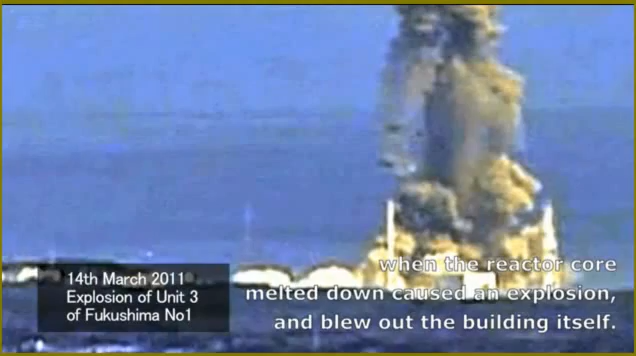 14th March 2011
Explosion of Unit 3
of Fukushima No1
when the reactor core
melted down caused an explosion,
and blew out the building itself.